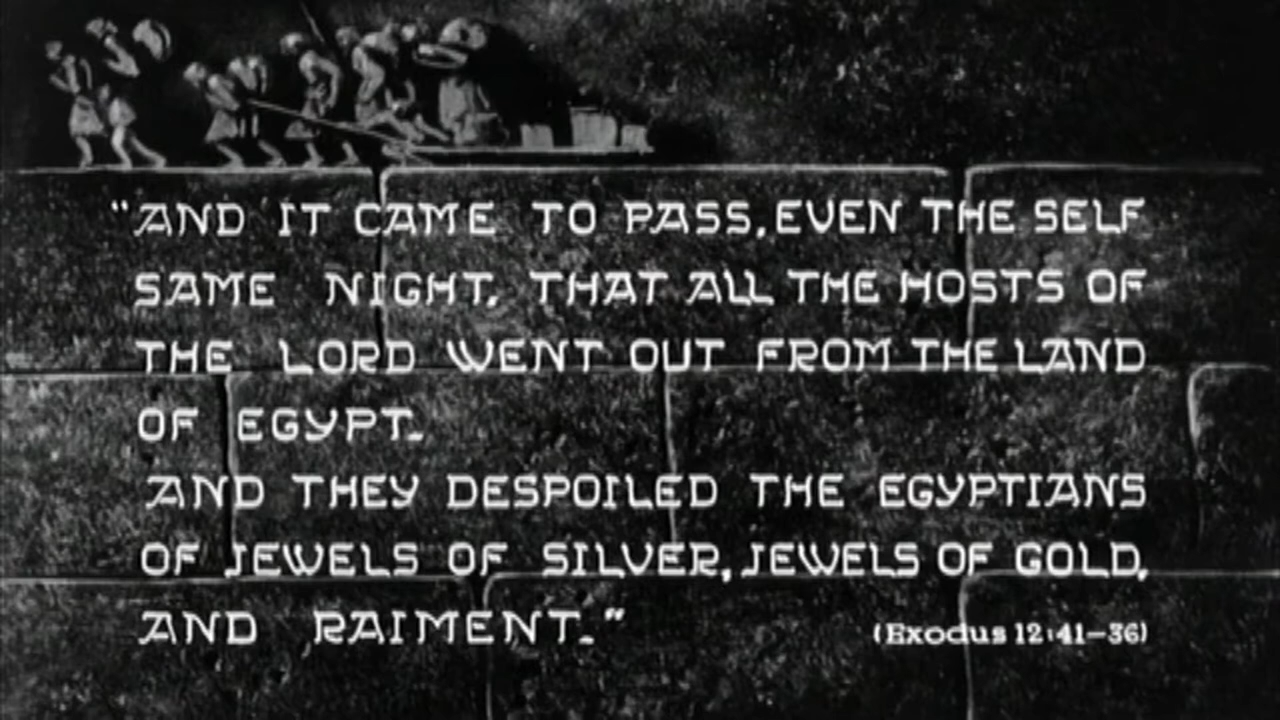 "AND IT CAME TO PASS, EVEN THE SELF
SAME NIGHT, THAT ALL THE HOSTS OF
THE LORD WENT OUT FROM THE LAND
OF EGYPT.
AND THEY DESPOILED THE EGYPTIANS
OF JEWELS OF SILVER, JEWELS OF GOLD,
AND RAIMENT."
(Exodus 12:41–36)